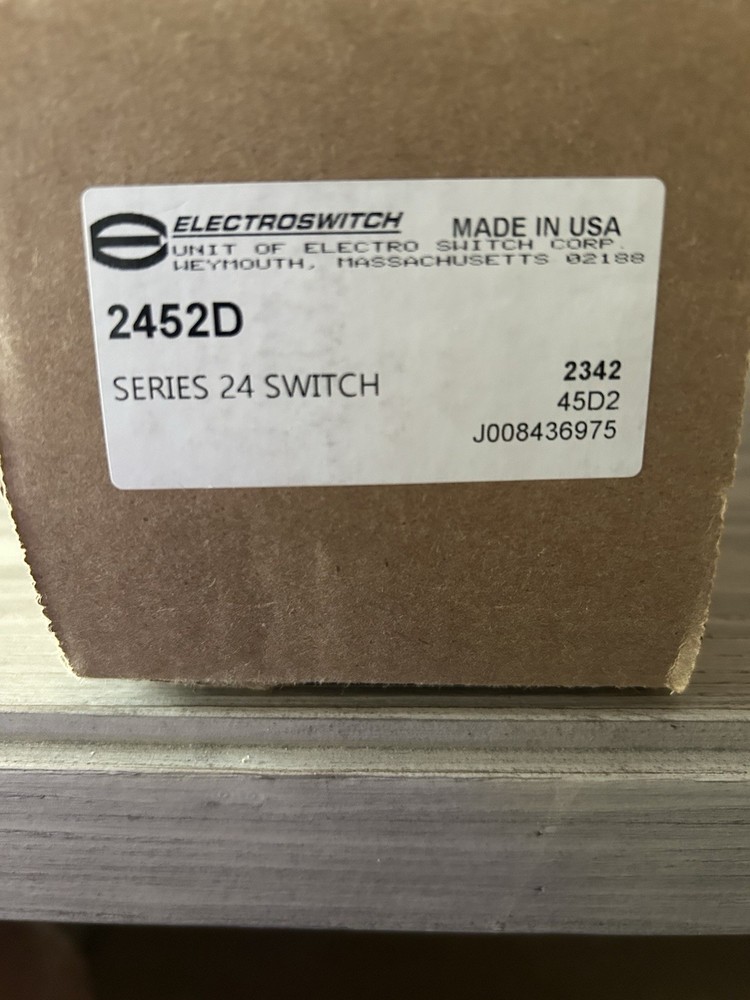 ELECTROSWITCH MADE IN USA
UNIT OF ELECTRO SWITCH CORP.
WEYMOUTH, MASSACHUSETTS 02188
2452D
SERIES 24 SWITCH
2342
45D2
J008436975